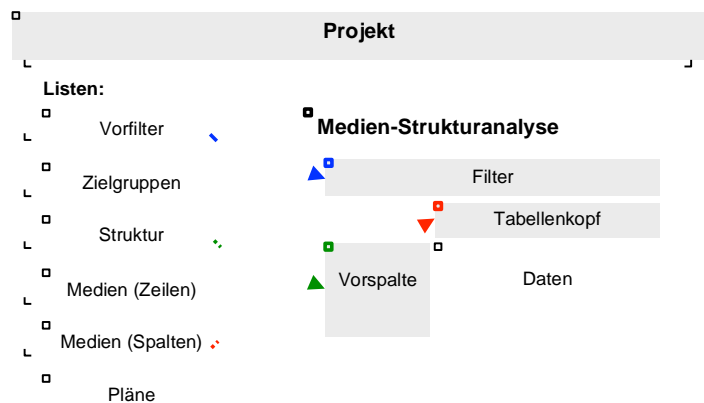 Projekt
Listen:
Vorfilter
Zielgruppen
Struktur
Medien (Zeilen)
Medien (Spalten)
Pläne
Medien-Strukturanalyse
Filter
Tabellenkopf
Vorspalte
Daten